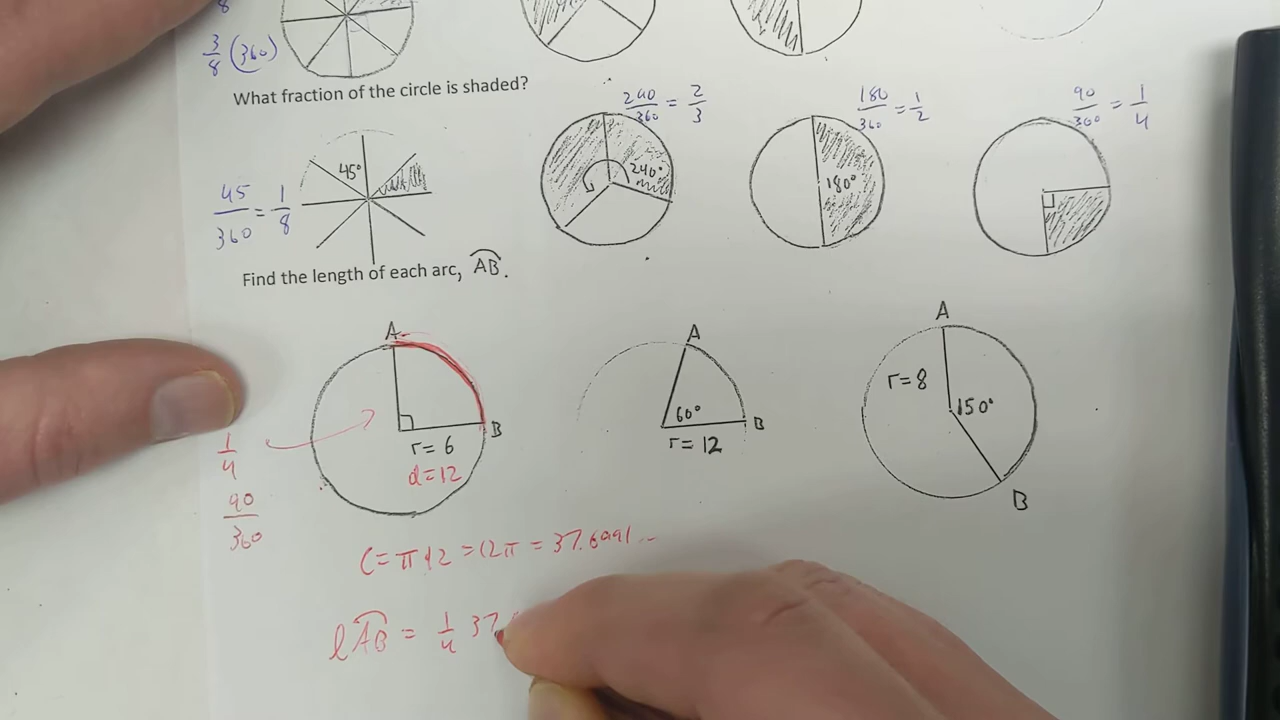 8
3/8 (360)
What fraction of the circle is shaded?
45/360 = 1/8
45°
240/360 = 2/3
240°
180/360 = 1/2
180°
90/360 = 1/4
Find the length of each arc, AB.
A
B
r = 6
d = 12
1/4
90/360
A
60°
B
r = 12
A
r = 8
150°
B
C = π 12 = 12π = 37.6991...
l AB = 1/4 37